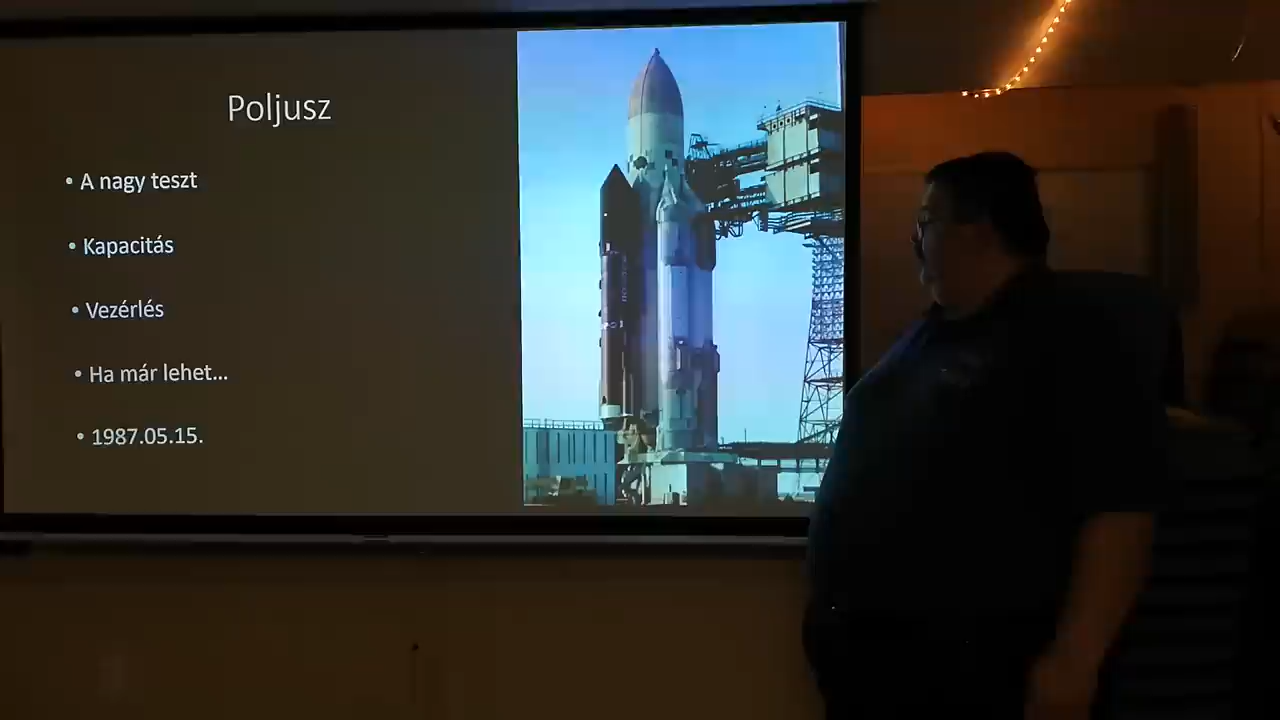 Poljusz
• A nagy teszt
• Kapacitás
• Vezérlés
• Ha már lehet...
• 1987.05.15.